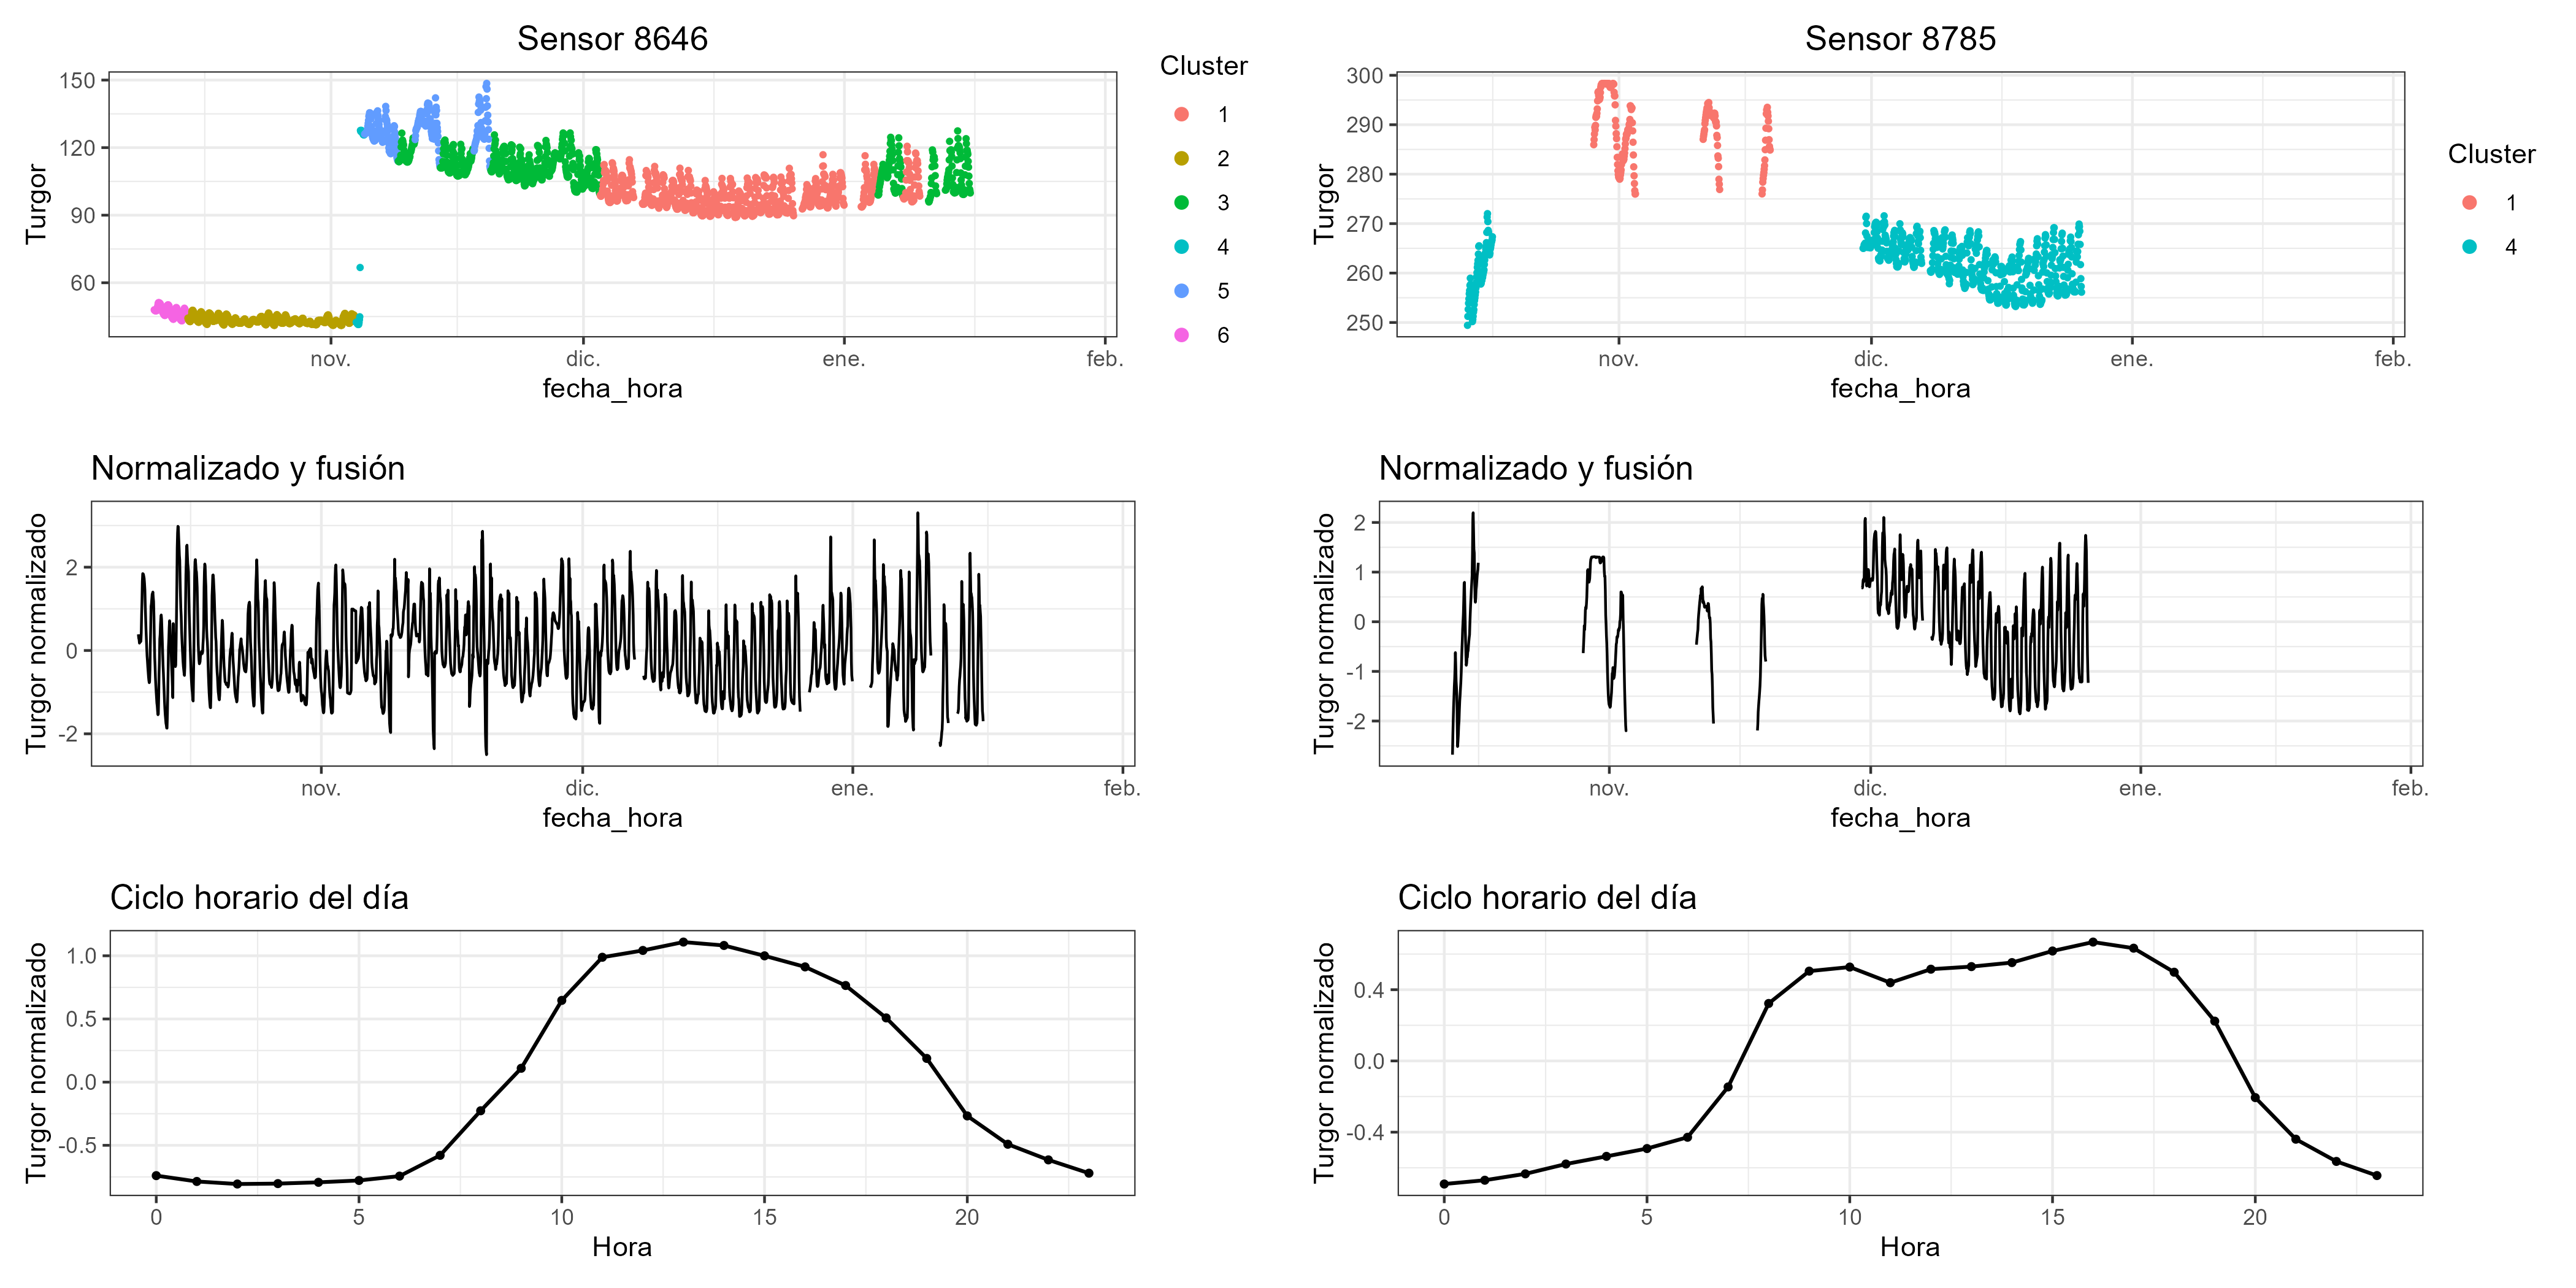 Sensor 8646
Turgor
150
120
90
60
nov.
dic.
ene.
feb.
fecha_hora
Cluster
1
2
3
4
5
6
Sensor 8785
Turgor
300
290
280
270
260
250
nov.
dic.
ene.
feb.
fecha_hora
Cluster
1
4
Normalizado y fusión
Turgor normalizado
2
0
-2
nov.
dic.
ene.
feb.
fecha_hora
Normalizado y fusión
Turgor normalizado
2
1
0
-1
-2
nov.
dic.
ene.
feb.
fecha_hora
Ciclo horario del día
Turgor normalizado
1.0
0.5
0.0
-0.5
0
5
10
15
20
Hora
Ciclo horario del día
Turgor normalizado
0.4
0.0
-0.4
0
5
10
15
20
Hora